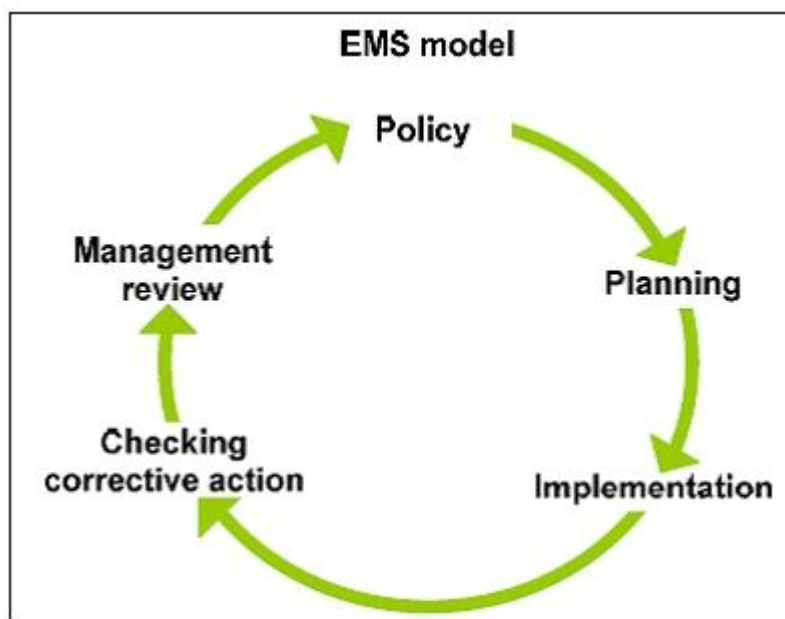 EMS model
Policy
Planning
Implementation
Checking
corrective action
Management
review